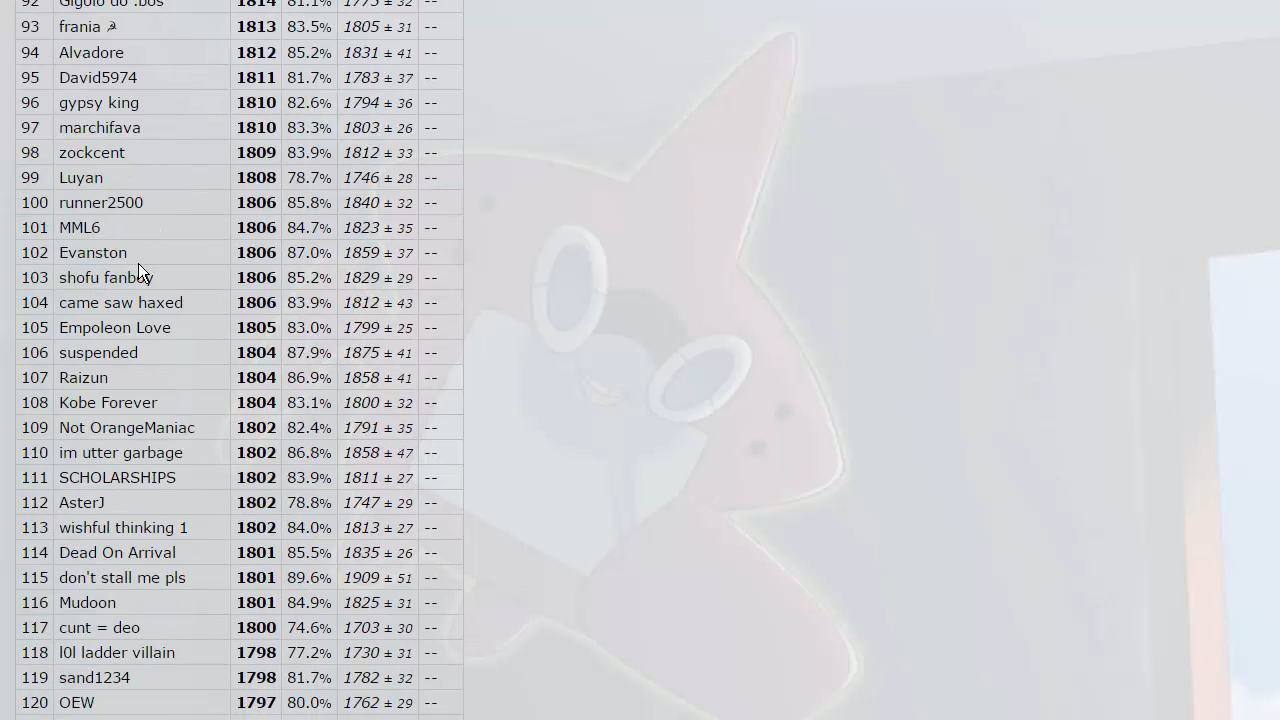 92 Gigolo do .bos 1814 81.1% 1775 ± 32 --
93 frania ☭ 1813 83.5% 1805 ± 31 --
94 Alvadore 1812 85.2% 1831 ± 41 --
95 David5974 1811 81.7% 1783 ± 37 --
96 gypsy king 1810 82.6% 1794 ± 36 --
97 marchifava 1810 83.3% 1803 ± 26 --
98 zockcent 1809 83.9% 1812 ± 33 --
99 Luyan 1808 78.7% 1746 ± 28 --
100 runner2500 1806 85.8% 1840 ± 32 --
101 MML6 1806 84.7% 1823 ± 35 --
102 Evanston 1806 87.0% 1859 ± 37 --
103 shofu fanboy 1806 85.2% 1829 ± 29 --
104 came saw haxed 1806 83.9% 1812 ± 43 --
105 Empoleon Love 1805 83.0% 1799 ± 25 --
106 suspended 1804 87.9% 1875 ± 41 --
107 Raizun 1804 86.9% 1858 ± 41 --
108 Kobe Forever 1804 83.1% 1800 ± 32 --
109 Not OrangeManiac 1802 82.4% 1791 ± 35 --
110 im utter garbage 1802 86.8% 1858 ± 47 --
111 SCHOLARSHIPS 1802 83.9% 1811 ± 27 --
112 AsterJ 1802 78.8% 1747 ± 29 --
113 wishful thinking 1 1802 84.0% 1813 ± 27 --
114 Dead On Arrival 1801 85.5% 1835 ± 26 --
115 don't stall me pls 1801 89.6% 1909 ± 51 --
116 Mudoon 1801 84.9% 1825 ± 31 --
117 cunt = deo 1800 74.6% 1703 ± 30 --
118 l0l ladder villain 1798 77.2% 1730 ± 31 --
119 sand1234 1798 81.7% 1782 ± 32 --
120 OEW 1797 80.0% 1762 ± 29 --